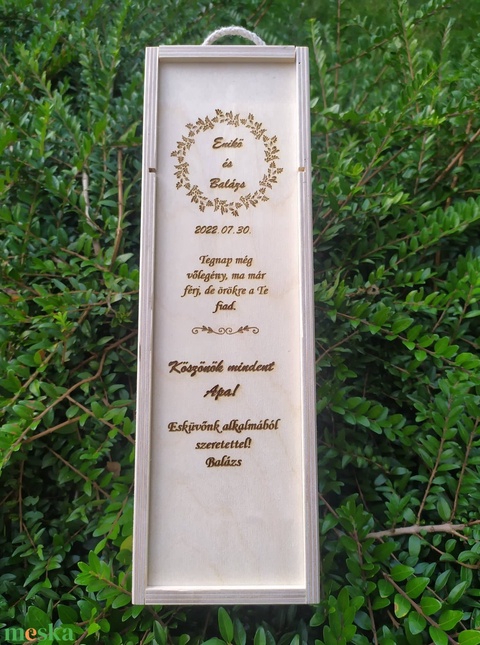 Enikő
és
Balázs
2022.07.30.
Tegnap még
vőlegény, ma már
férj, de örökre a Te
fiad.
Köszönök mindent
Apa!
Esküvőnk alkalmából
szeretettel!
Balázs
meska